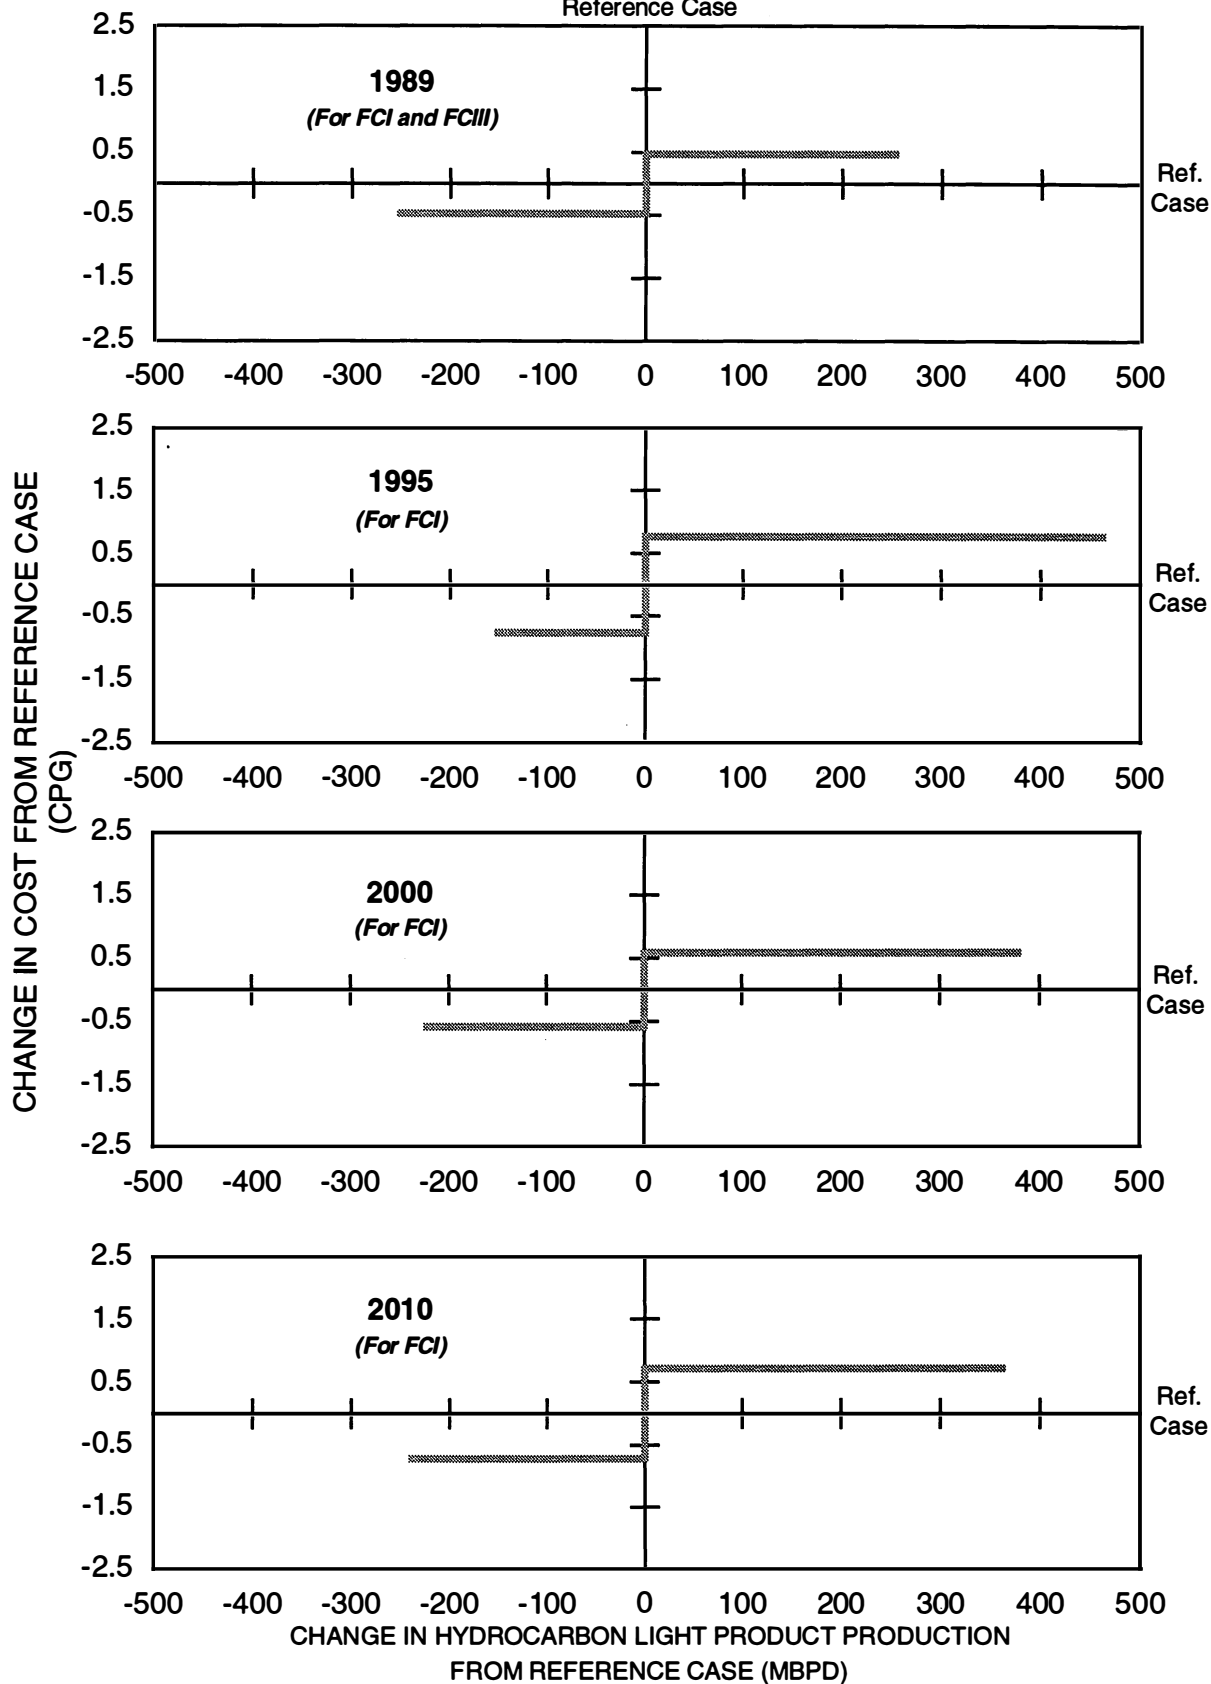 Reference Case
2.5
1989
1.5
(For FCI and FCIII)
0.5
Ref.
Case
-0.5
-1.5
-2.5
-500 -400 -300 -200 -100 0 100 200 300 400 500
2.5
1995
1.5
(For FCI)
0.5
Ref.
Case
-0.5
-1.5
-2.5
-500 -400 -300 -200 -100 0 100 200 300 400 500
CHANGE IN COST FROM REFERENCE CASE
(CPG)
2.5
2000
1.5
(For FCI)
0.5
Ref.
Case
-0.5
-1.5
-2.5
-500 -400 -300 -200 -100 0 100 200 300 400 500
2.5
2010
1.5
(For FCI)
0.5
Ref.
Case
-0.5
-1.5
-2.5
-500 -400 -300 -200 -100 0 100 200 300 400 500
CHANGE IN HYDROCARBON LIGHT PRODUCT PRODUCTION
FROM REFERENCE CASE (MBPD)